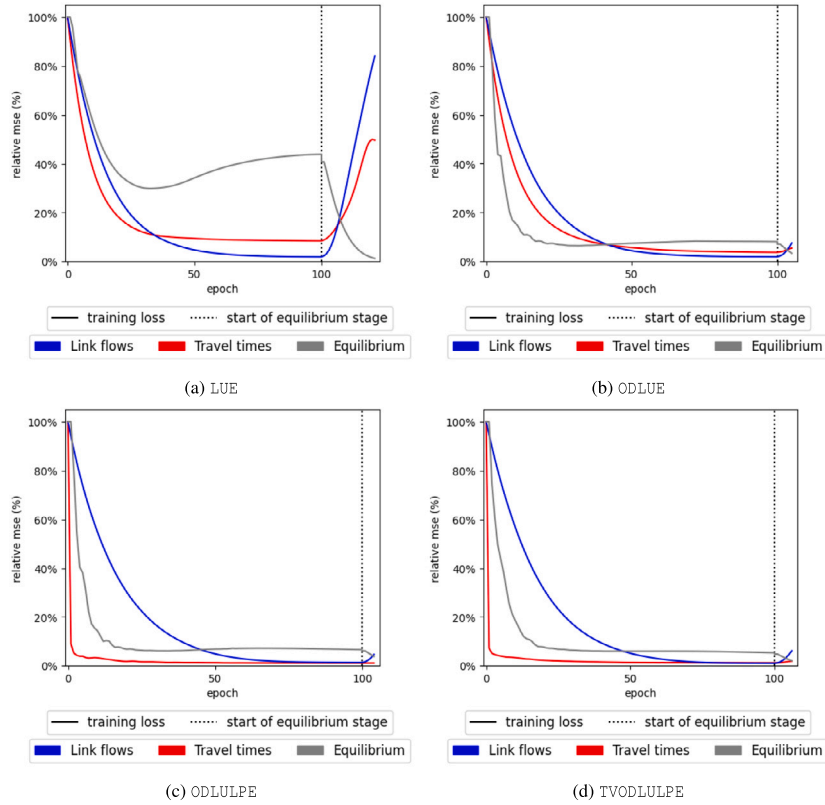 100%
80%
60%
40%
20%
0%
relative mse (%)
0
50
100
epoch
training loss
start of equilibrium stage
Link flows
Travel times
Equilibrium
(a) LUE
100%
80%
60%
40%
20%
0%
relative mse (%)
0
50
100
epoch
training loss
start of equilibrium stage
Link flows
Travel times
Equilibrium
(b) ODLUE
100%
80%
60%
40%
20%
0%
relative mse (%)
0
50
100
epoch
training loss
start of equilibrium stage
Link flows
Travel times
Equilibrium
(c) ODLULPE
100%
80%
60%
40%
20%
0%
relative mse (%)
0
50
100
epoch
training loss
start of equilibrium stage
Link flows
Travel times
Equilibrium
(d) TVODLULPE